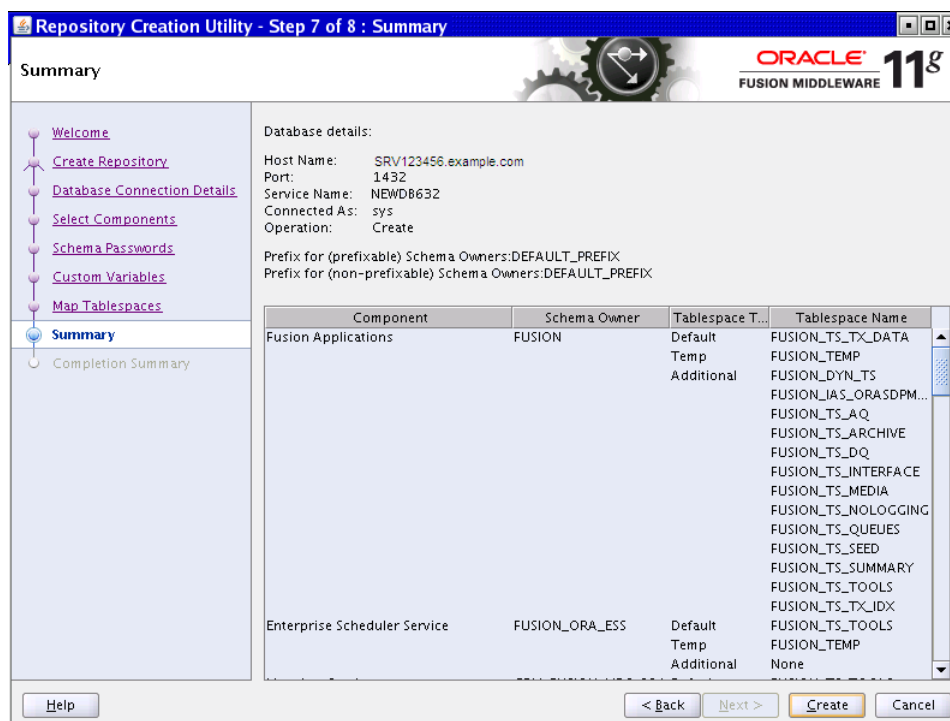 Repository Creation Utility - Step 7 of 8 : Summary
Summary
ORACLE
FUSION MIDDLEWARE
11g
Welcome
Create Repository
Database Connection Details
Select Components
Schema Passwords
Custom Variables
Map Tablespaces
Summary
Completion Summary
Database details:
Host Name: SRV123456.example.com
Port: 1432
Service Name: NEWDB632
Connected As: sys
Operation: Create
Prefix for (prefixable) Schema Owners:DEFAULT_PREFIX
Prefix for (non-prefixable) Schema Owners:DEFAULT_PREFIX
Component Schema Owner Tablespace T... Tablespace Name
Fusion Applications FUSION Default FUSION_TS_TX_DATA
Temp FUSION_TEMP
Additional FUSION_DYN_TS
FUSION_IAS_ORASDPM...
FUSION_TS_AQ
FUSION_TS_ARCHIVE
FUSION_TS_DQ
FUSION_TS_INTERFACE
FUSION_TS_MEDIA
FUSION_TS_NOLOGGING
FUSION_TS_QUEUES
FUSION_TS_SEED
FUSION_TS_SUMMARY
FUSION_TS_TOOLS
FUSION_TS_TX_IDX
Enterprise Scheduler Service FUSION_ORA_ESS Default FUSION_TS_TOOLS
Temp FUSION_TEMP
Additional None
Help
< Back
Next >
Create
Cancel